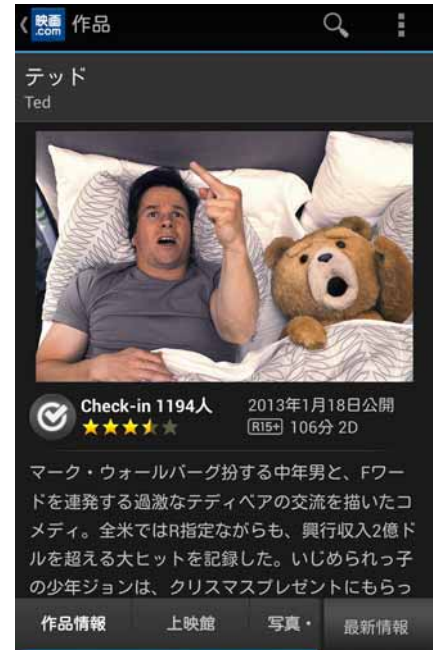 映画.com 作品
テッド
Ted
Check-in 1194人
2013年1月18日公開
R15+ 106分 2D
マーク・ウォールバーグ扮する中年男と、Fワー
ドを連発する過激なテディベアの交流を描いたコ
メディ。全米ではR指定ながらも、興行収入2億ド
ルを超える大ヒットを記録した。いじめられっ子
の少年ジョンは、クリスマスプレゼントにもらっ
作品情報 上映館 写真・ 最新情報